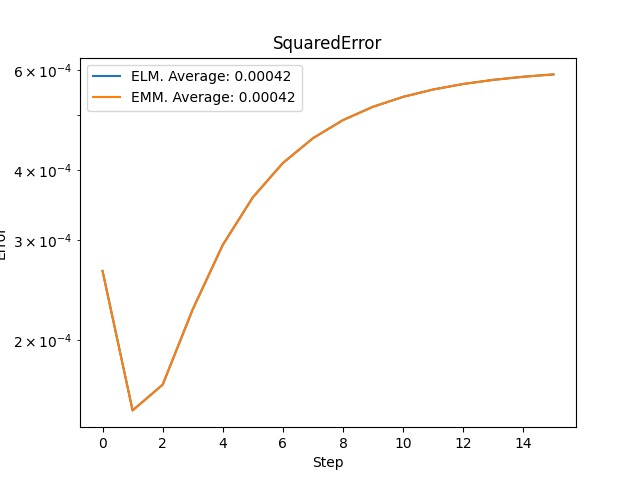 SquaredError
ELM. Average: 0.00042
EMM. Average: 0.00042
6 × 10⁻⁴
4 × 10⁻⁴
3 × 10⁻⁴
2 × 10⁻⁴
Error
0 2 4 6 8 10 12 14
Step